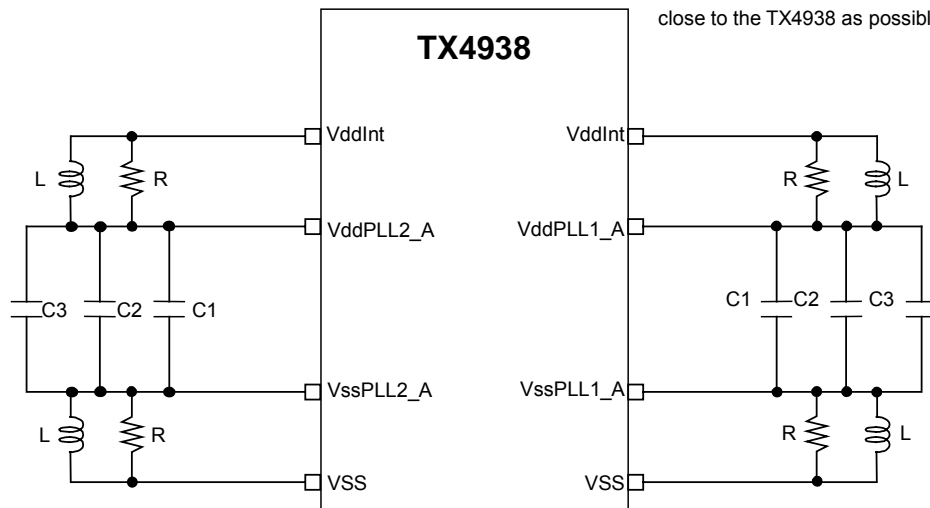 close to the TX4938 as possibl
TX4938
VddInt
VddInt
L
R
R
L
VddPLL2_A
VddPLL1_A
C3
C2
C1
C1
C2
C3
VssPLL2_A
VssPLL1_A
L
R
R
L
VSS
VSS